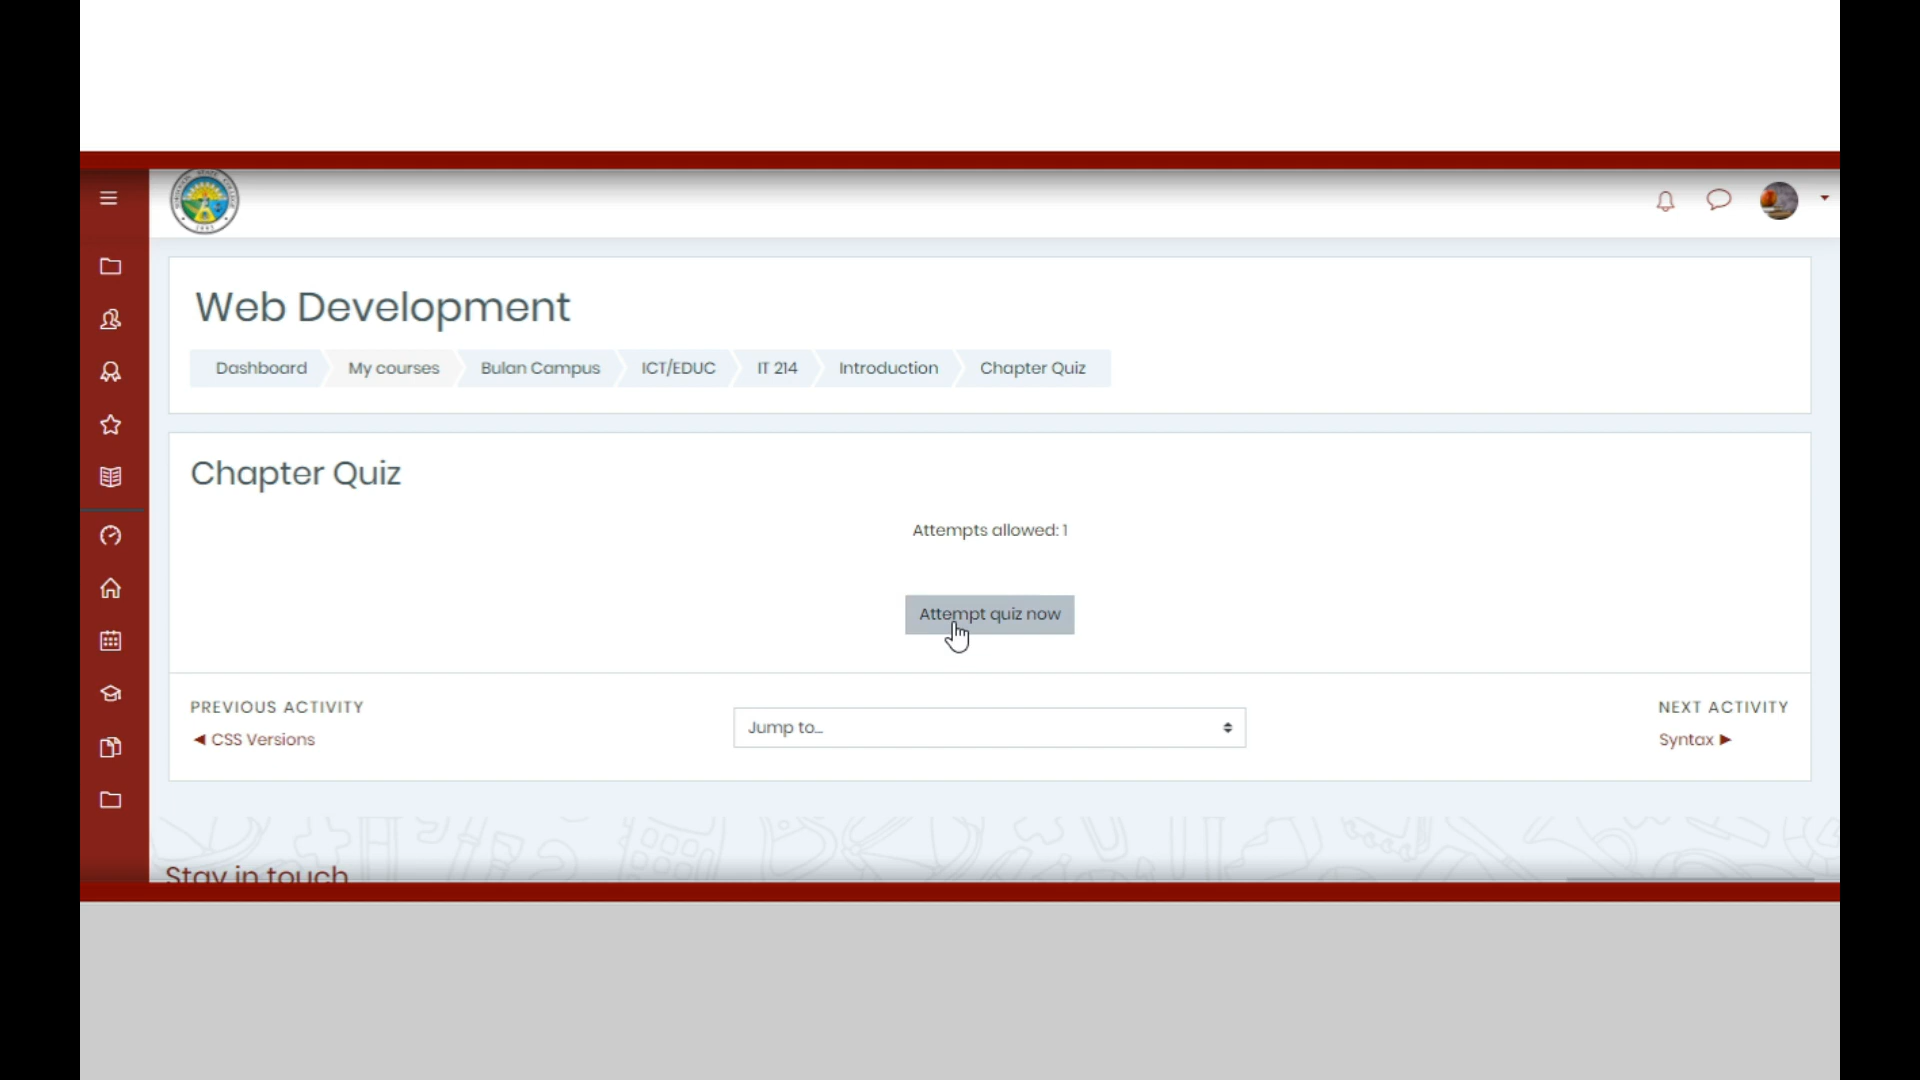 Web Development
Dashboard My courses Bulan Campus ICT/EDUC IT 214 Introduction Chapter Quiz
Chapter Quiz
Attempts allowed: 1
Attempt quiz now
PREVIOUS ACTIVITY
◄ CSS Versions
Jump to...
NEXT ACTIVITY
Syntax ►
Stay in touch